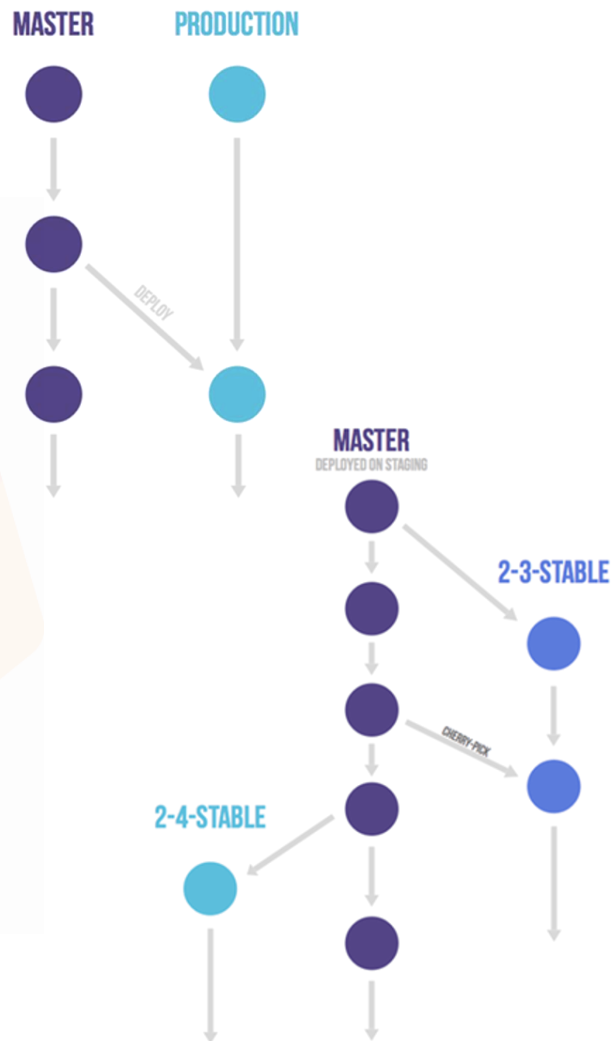 MASTER
PRODUCTION
DEPLOY
MASTER
DEPLOYED ON STAGING
2-3-STABLE
CHERRY-PICK
2-4-STABLE